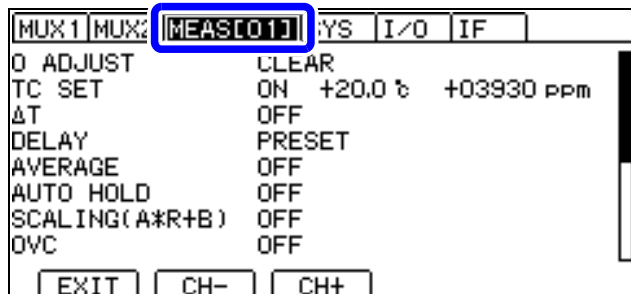 MUX1 MUX2 MEAS[01] SYS I/O IF
0 ADJUST CLEAR
TC SET ON +20.0 ℃ +03930 ppm
ΔT OFF
DELAY PRESET
AVERAGE OFF
AUTO HOLD OFF
SCALING(A*R+B) OFF
OVC OFF
EXIT CH- CH+